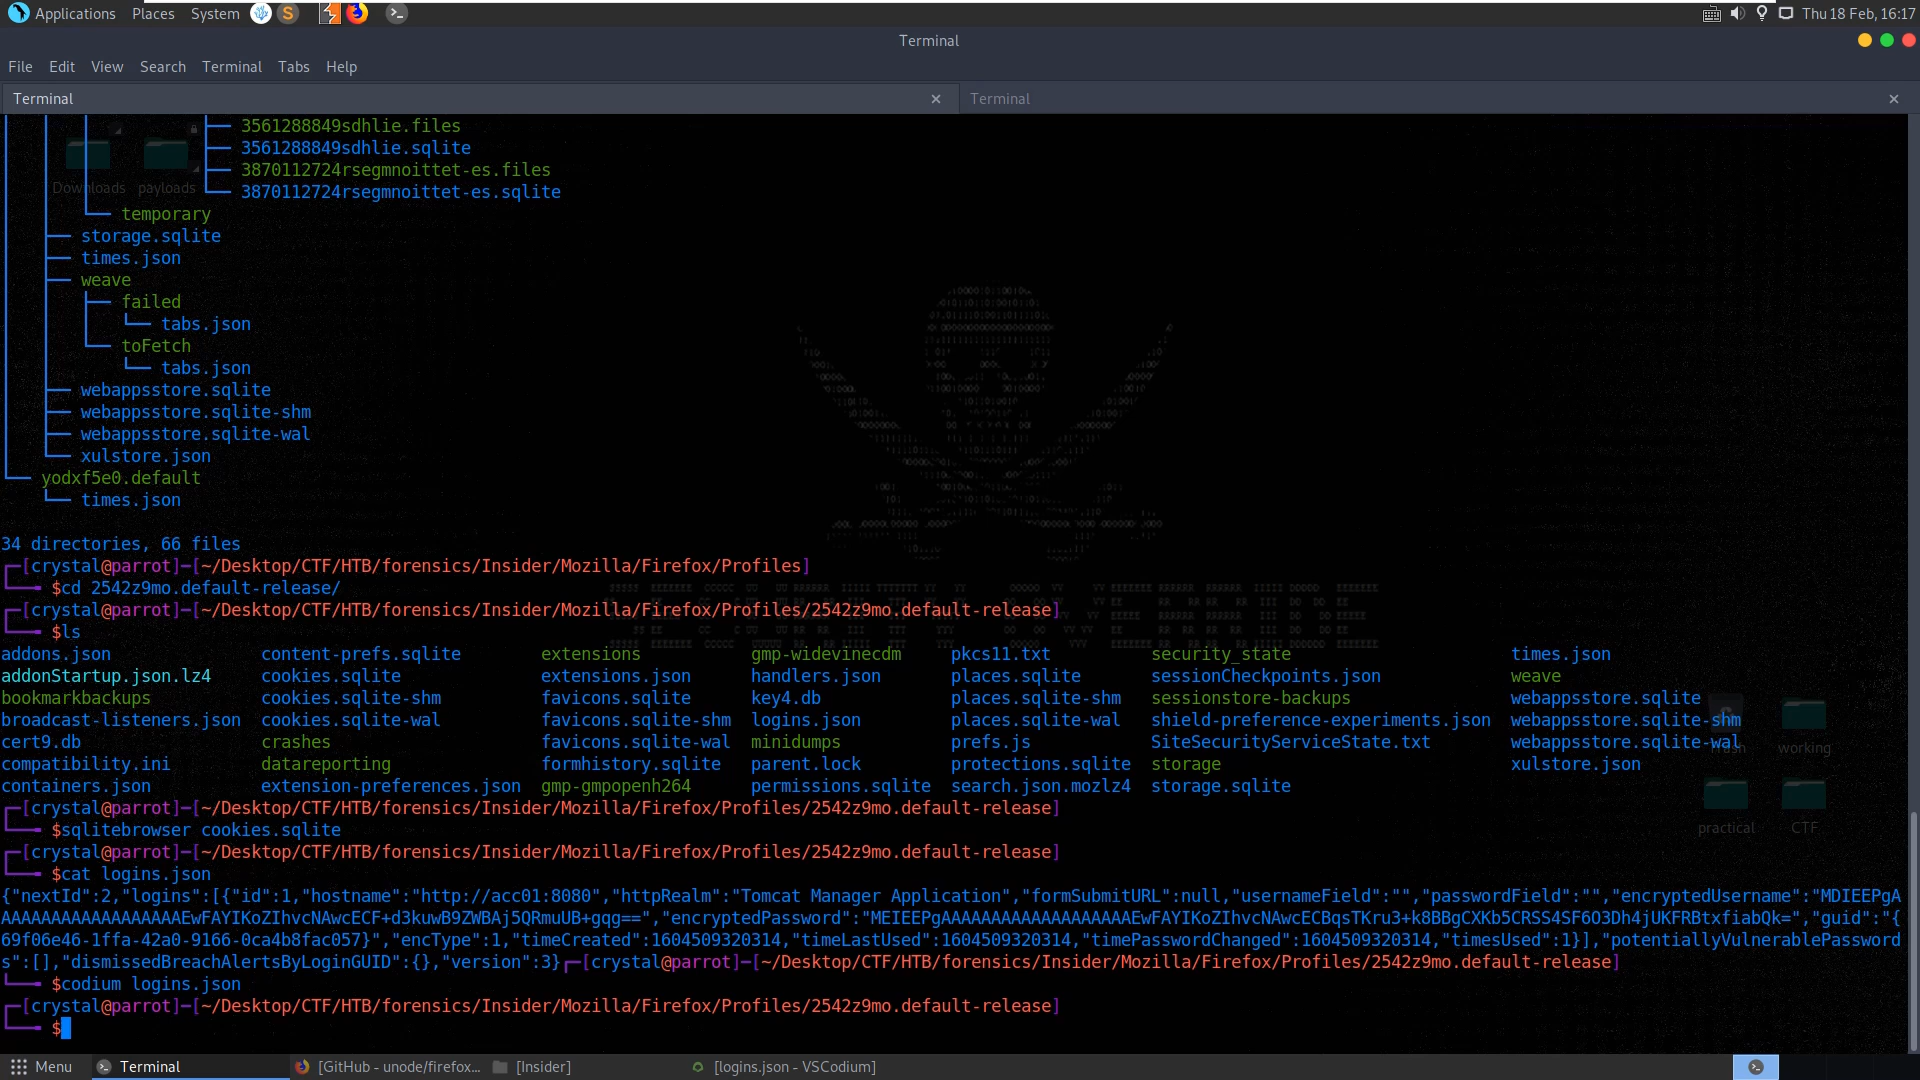 Applications Places System Thu 18 Feb, 16:17
Terminal
File Edit View Search Terminal Tabs Help
Terminal × Terminal ×
├── 3561288849sdhlie.files
├── 3561288849sdhlie.sqlite
├── 3870112724rsegmnoittet-es.files
Downloads payloads
└── 3870112724rsegmnoittet-es.sqlite
└── temporary
├── storage.sqlite
├── times.json
├── weave
├── failed
└── tabs.json
└── toFetch
└── tabs.json
├── webappsstore.sqlite
├── webappsstore.sqlite-shm
├── webappsstore.sqlite-wal
└── xulstore.json
└── yodxf5e0.default
└── times.json
34 directories, 66 files
┌─[crystal@parrot]─[~/Desktop/CTF/HTB/forensics/Insider/Mozilla/Firefox/Profiles]
└──╼ $cd 2542z9mo.default-release/
┌─[crystal@parrot]─[~/Desktop/CTF/HTB/forensics/Insider/Mozilla/Firefox/Profiles/2542z9mo.default-release]
└──╼ $ls
addons.json content-prefs.sqlite extensions gmp-widevinecdm pkcs11.txt security_state times.json
addonStartup.json.lz4 cookies.sqlite extensions.json handlers.json places.sqlite sessionCheckpoints.json weave
bookmarkbackups cookies.sqlite-shm favicons.sqlite key4.db places.sqlite-shm sessionstore-backups webappsstore.sqlite
broadcast-listeners.json cookies.sqlite-wal favicons.sqlite-shm logins.json places.sqlite-wal shield-preference-experiments.json webappsstore.sqlite-shm
cert9.db crashes favicons.sqlite-wal minidumps prefs.js SiteSecurityServiceState.txt webappsstore.sqlite-wal working
compatibility.ini datareporting formhistory.sqlite parent.lock protections.sqlite storage xulstore.json
containers.json extension-preferences.json gmp-gmpopenh264 permissions.sqlite search.json.mozlz4 storage.sqlite
┌─[crystal@parrot]─[~/Desktop/CTF/HTB/forensics/Insider/Mozilla/Firefox/Profiles/2542z9mo.default-release]
└──╼ $sqlitebrowser cookies.sqlite
practical CTF
┌─[crystal@parrot]─[~/Desktop/CTF/HTB/forensics/Insider/Mozilla/Firefox/Profiles/2542z9mo.default-release]
└──╼ $cat logins.json
{"nextId":2,"logins":[{"id":1,"hostname":"http://acc01:8080","httpRealm":"Tomcat Manager Application","formSubmitURL":null,"usernameField":"","passwordField":"","encryptedUsername":"MDIEEPgA
AAAAAAAAAAAAAAAAAAEwFAYIKoZIhvcNAwcECF+d3kuwB9ZWBAj5QRmuUB+gqg==","encryptedPassword":"MEIEEPgAAAAAAAAAAAAAAAAAAAEwFAYIKoZIhvcNAwcECBqsTKru3+k8BBgCXKb5CRSS4SF6O3Dh4jUKFRBtxfiabQk=","guid":"{
69f06e46-1ffa-42a0-9166-0ca4b8fac057}","encType":1,"timeCreated":1604509320314,"timeLastUsed":1604509320314,"timePasswordChanged":1604509320314,"timesUsed":1}],"potentiallyVulnerablePassword
s":[],"dismissedBreachAlertsByLoginGUID":{},"version":3}┌─[crystal@parrot]─[~/Desktop/CTF/HTB/forensics/Insider/Mozilla/Firefox/Profiles/2542z9mo.default-release]
└──╼ $codium logins.json
┌─[crystal@parrot]─[~/Desktop/CTF/HTB/forensics/Insider/Mozilla/Firefox/Profiles/2542z9mo.default-release]
└──╼ $
Menu Terminal [GitHub - unode/firefox... [Insider] [logins.json - VSCodium]